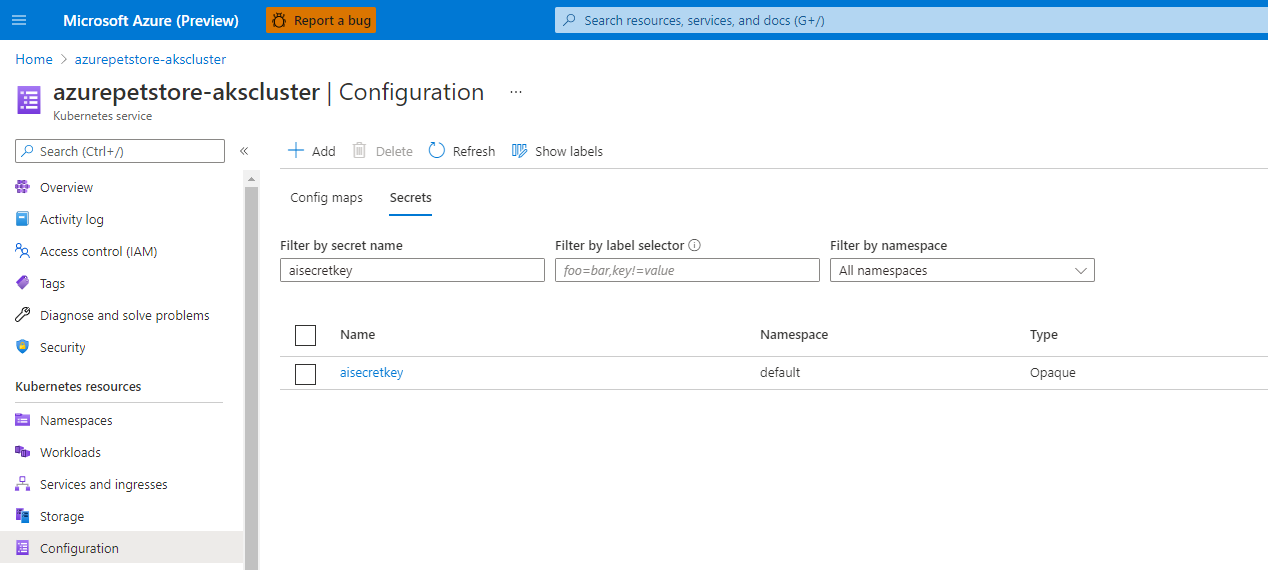 Microsoft Azure (Preview) Report a bug Search resources, services, and docs (G+/)
Home > azurepetstore-akscluster
azurepetstore-akscluster | Configuration ...
Kubernetes service
Search (Ctrl+/) «
Add Delete Refresh Show labels
Overview
Activity log
Access control (IAM)
Tags
Diagnose and solve problems
Security
Kubernetes resources
Namespaces
Workloads
Services and ingresses
Storage
Configuration
Config maps Secrets
Filter by secret name Filter by label selector Filter by namespace
aisecretkey foo=bar,key!=value All namespaces
Name Namespace Type
aisecretkey default Opaque